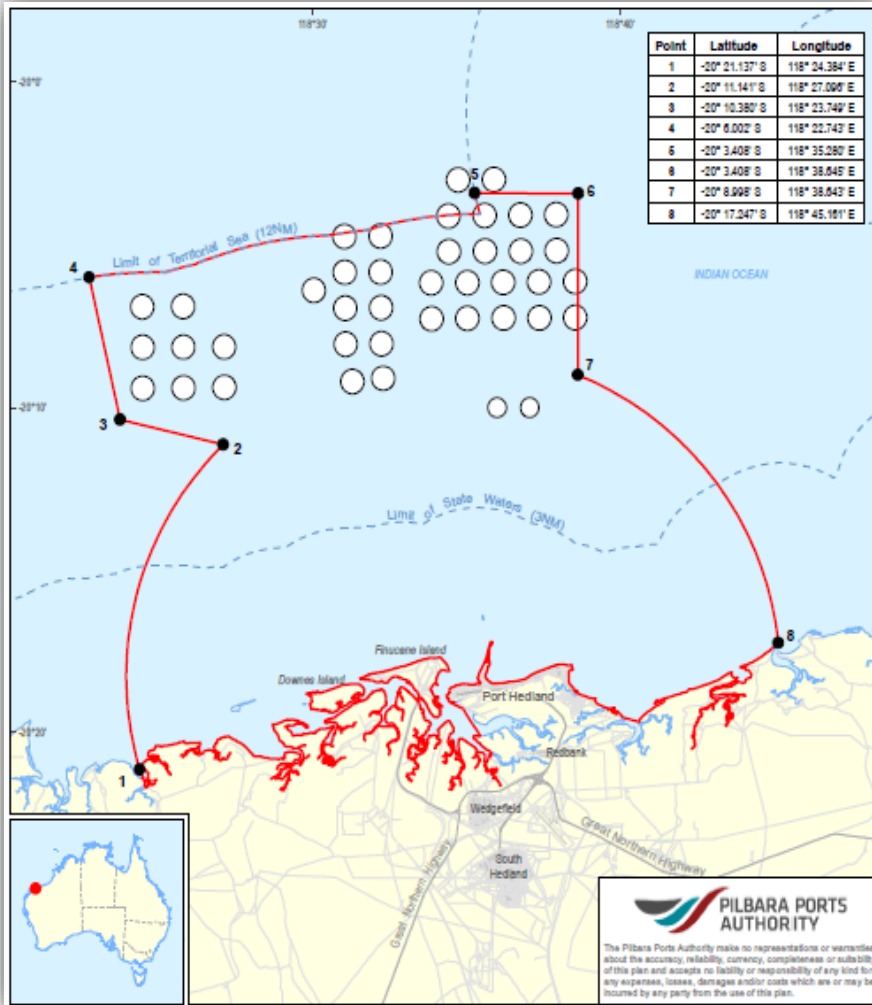 118°30'
118°40'
Point Latitude Longitude
1 -20° 21.137' S 118° 24.384' E
2 -20° 11.141' S 118° 27.096' E
3 -20° 10.380' S 118° 23.749' E
4 -20° 6.002' S 118° 22.743' E
5 -20° 3.408' S 118° 35.280' E
6 -20° 3.408' S 118° 38.645' E
7 -20° 8.998' S 118° 38.643' E
8 -20° 17.247' S 118° 45.161' E
-20°0'
5
6
Limit of Territorial Sea (12NM)
4
INDIAN OCEAN
7
-20°10'
3
2
Limit of State Waters (3NM)
8
Finucane Island
Downes Island
Port Hedland
-20°20'
Redbank
1
Wedgefield
Great Northern Highway
Great Northern Highway
South
Hedland
PILBARA PORTS
AUTHORITY
The Pilbara Ports Authority make no representations or warranties
about the accuracy, reliability, currency, completeness or suitability
of this plan and accepts no liability or responsibility of any kind for
any expenses, losses, damages and/or costs which are or may be
incurred by any party from the use of this plan.